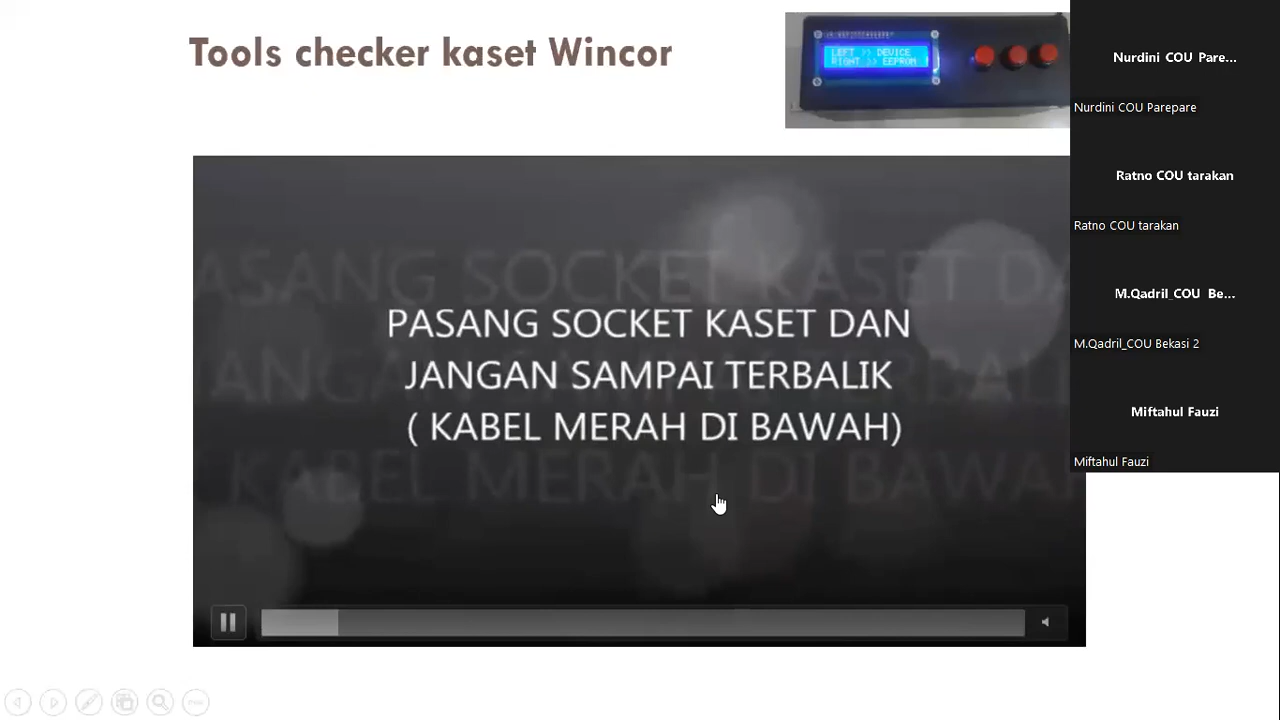 Tools checker kaset Wincor
LEFT >> DEVICE
RIGHT >> EEPROM
PASANG SOCKET KASET DAN
JANGAN SAMPAI TERBALIK
( KABEL MERAH DI BAWAH)
Nurdini COU Pare...
Nurdini COU Parepare
Ratno COU tarakan
Ratno COU tarakan
M.Qadril_COU Be...
M.Qadril_COU Bekasi 2
Miftahul Fauzi
Miftahul Fauzi